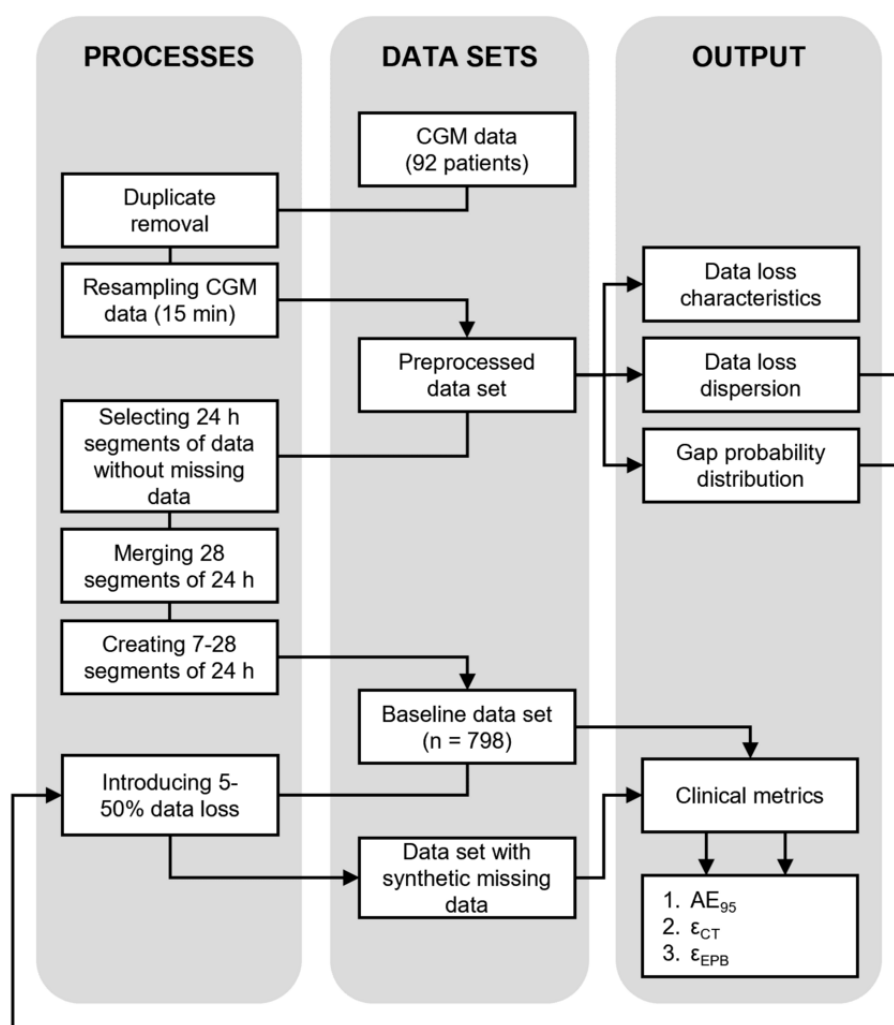 PROCESSES
DATA SETS
OUTPUT
CGM data
(92 patients)
Duplicate
removal
Resampling CGM
data (15 min)
Data loss
characteristics
Preprocessed
data set
Data loss
dispersion
Selecting 24 h
segments of data
without missing
data
Gap probability
distribution
Merging 28
segments of 24 h
Creating 7-28
segments of 24 h
Baseline data set
(n = 798)
Introducing 5-
50% data loss
Clinical metrics
Data set with
synthetic missing
data
1. AE95
2. εCT
3. εEPB